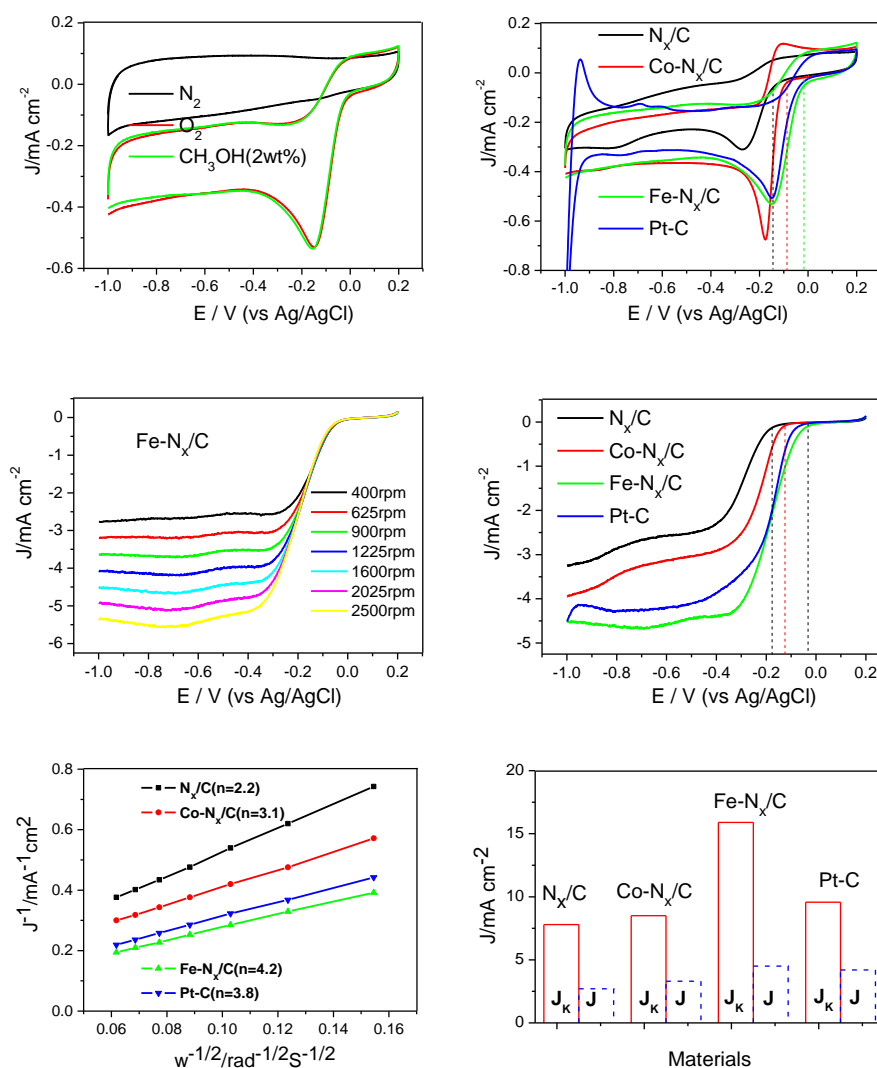 0.2
0.0
-0.2
-0.4
-0.6
J/mA cm⁻²
N₂
O₂
CH₃OH(2wt%)
-1.0 -0.8 -0.6 -0.4 -0.2 0.0 0.2
E / V (vs Ag/AgCl)
0.2
0.0
-0.2
-0.4
-0.6
-0.8
J/mA cm⁻²
Nₓ/C
Co-Nₓ/C
Fe-Nₓ/C
Pt-C
-1.0 -0.8 -0.6 -0.4 -0.2 0.0 0.2
E / V (vs Ag/AgCl)
0
-1
-2
-3
-4
-5
-6
J/mA cm⁻²
Fe-Nₓ/C
400rpm
625rpm
900rpm
1225rpm
1600rpm
2025rpm
2500rpm
-1.0 -0.8 -0.6 -0.4 -0.2 0.0 0.2
E / V (vs Ag/AgCl)
0
-1
-2
-3
-4
-5
J/mA cm⁻²
Nₓ/C
Co-Nₓ/C
Fe-Nₓ/C
Pt-C
-1.0 -0.8 -0.6 -0.4 -0.2 0.0 0.2
E / V (vs Ag/AgCl)
0.8
0.6
0.4
0.2
0.0
J⁻¹/mA⁻¹cm²
Nₓ/C(n=2.2)
Co-Nₓ/C(n=3.1)
Fe-Nₓ/C(n=4.2)
Pt-C(n=3.8)
0.06 0.08 0.10 0.12 0.14 0.16
w⁻¹/²/rad⁻¹/²S⁻¹/²
20
15
10
5
0
J/mA cm⁻²
Fe-Nₓ/C
Pt-C
Nₓ/C
Co-Nₓ/C
J_K J J_K J J_K J J_K J
Materials